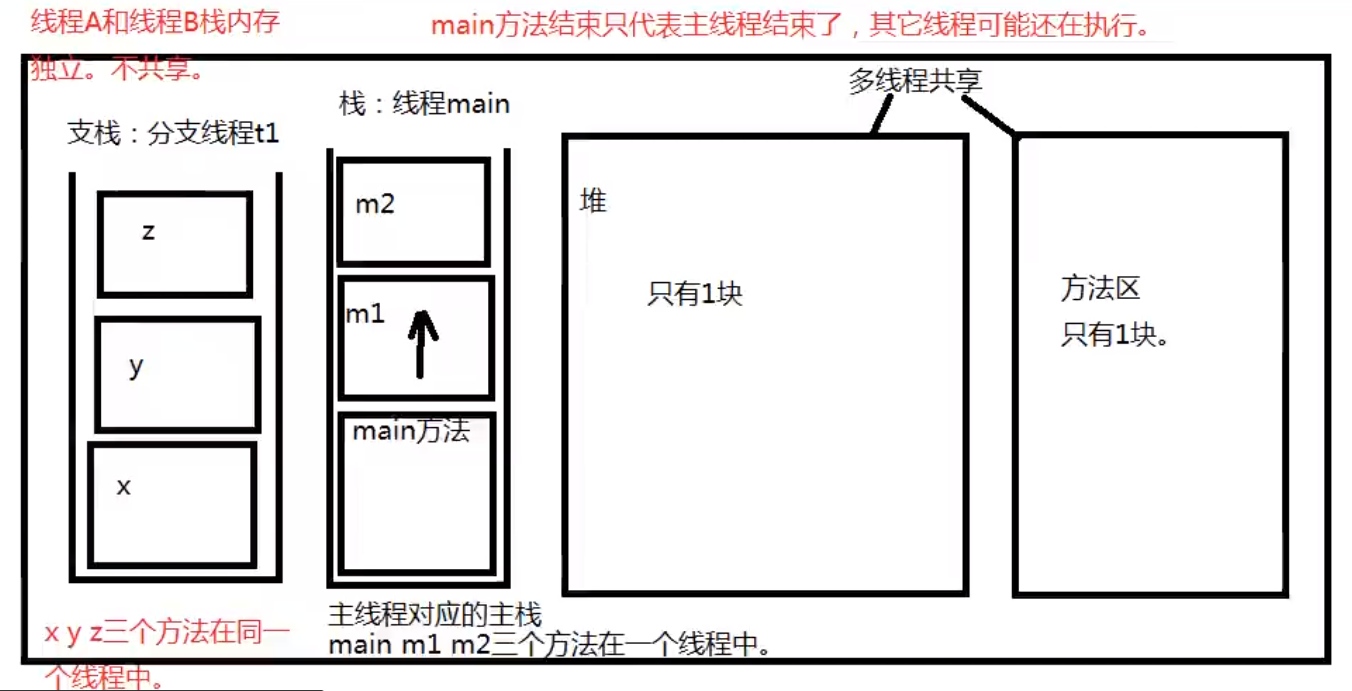 线程A和线程B栈内存
独立。不共享。
main方法结束只代表主线程结束了，其它线程可能还在执行。
多线程共享
支栈：分支线程t1
栈：线程main
z
y
x
m2
m1
main方法
堆
只有1块
方法区
只有1块。
x y z三个方法在同一
个线程中。
主线程对应的主栈
main m1 m2三个方法在一个线程中。